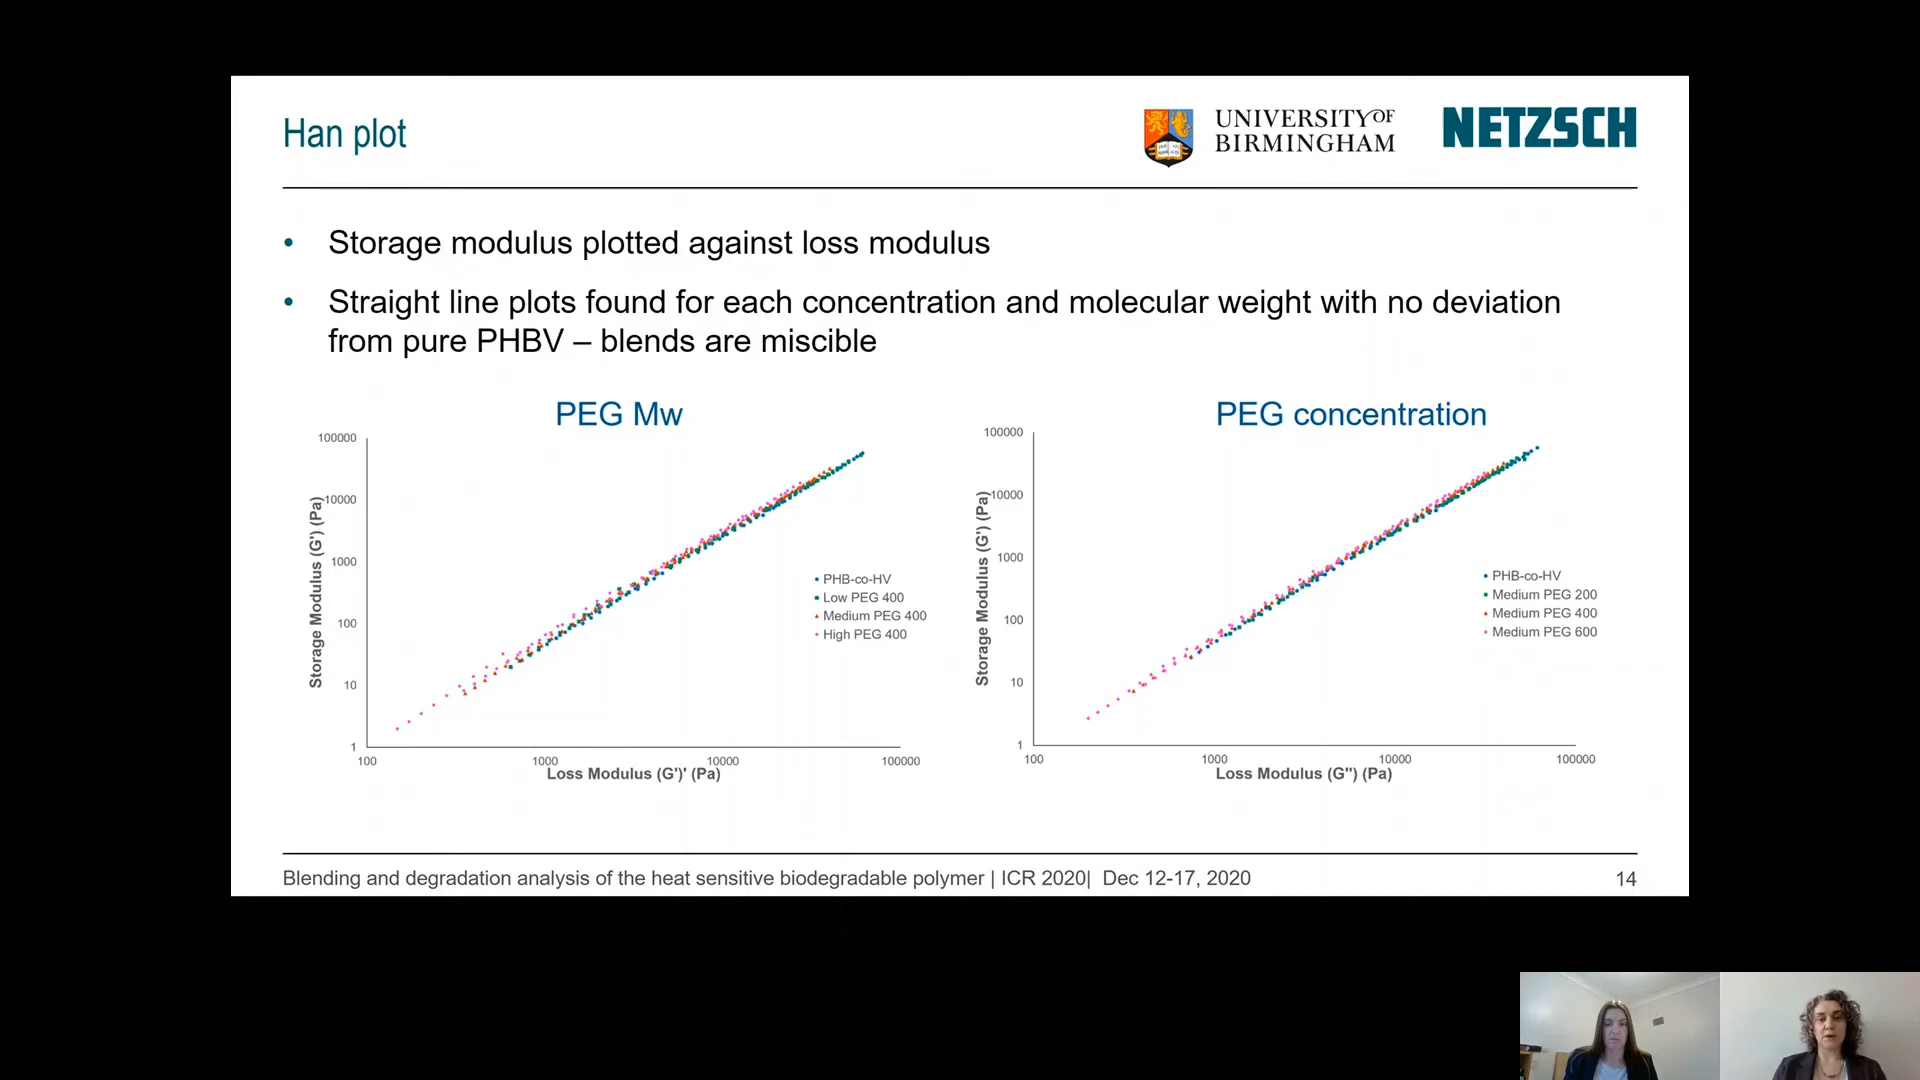 Han plot
UNIVERSITY OF
BIRMINGHAM
NETZSCH
• Storage modulus plotted against loss modulus
• Straight line plots found for each concentration and molecular weight with no deviation
from pure PHBV – blends are miscible
PEG Mw
100000
10000
1000
100
10
1
Storage Modulus (G') (Pa)
100
1000
10000
100000
Loss Modulus (G')' (Pa)
PHB-co-HV
Low PEG 400
Medium PEG 400
High PEG 400
PEG concentration
100000
10000
1000
100
10
1
Storage Modulus (G') (Pa)
100
1000
10000
100000
Loss Modulus (G'') (Pa)
PHB-co-HV
Medium PEG 200
Medium PEG 400
Medium PEG 600
Blending and degradation analysis of the heat sensitive biodegradable polymer | ICR 2020| Dec 12-17, 2020
14